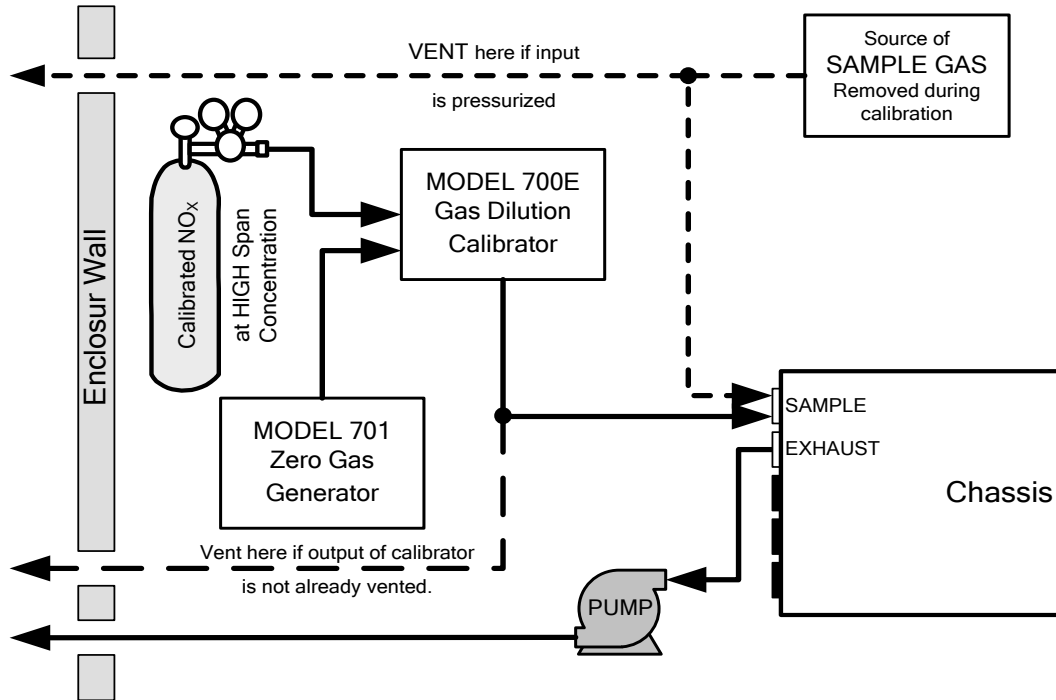 VENT here if input
is pressurized
Source of
SAMPLE GAS
Removed during
calibration
Enclosur Wall
Calibrated NOX
at HIGH Span
Concentration
MODEL 700E
Gas Dilution
Calibrator
MODEL 701
Zero Gas
Generator
SAMPLE
EXHAUST
Chassis
Vent here if output of calibrator
is not already vented.
PUMP